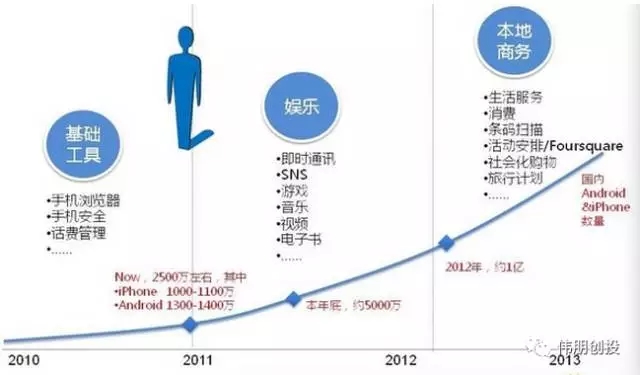 基础
工具
•手机浏览器
•手机安全
•话费管理
•......
娱乐
•即时通讯
•SNS
•游戏
•音乐
•视频
•电子书
•......
本地
商务
•生活服务
•消费
•条码扫描
•活动安排/Foursquare
•社会化购物
•旅行计划
•......
国内
Android
&iPhone
数量
Now，2500万左右，其中
•iPhone 1000-1100万
•Android 1300-1400万
本年底，约5000万
2012年，约1亿
2010
2011
2012
2013
伟朋创投